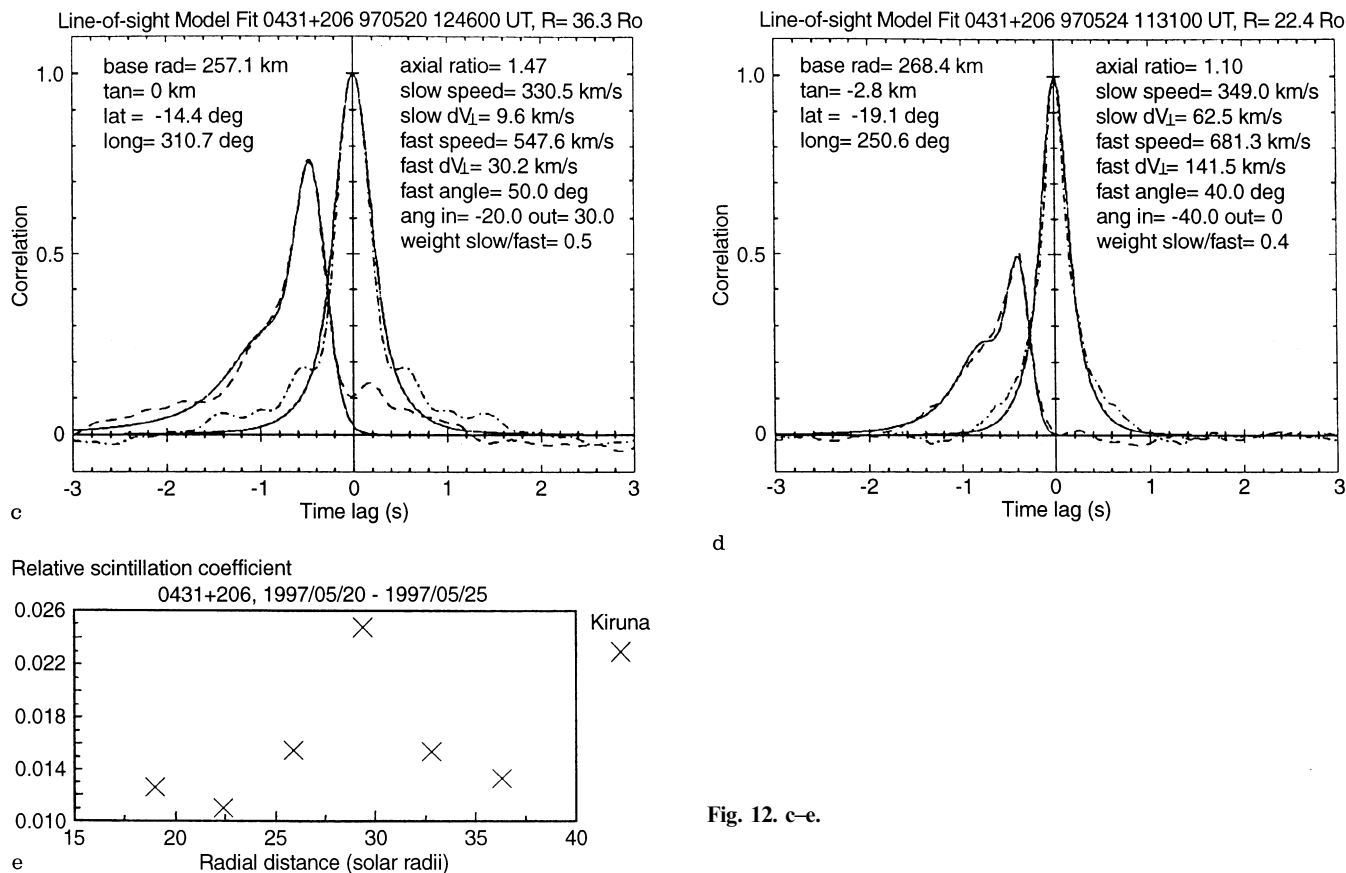 Line-of-sight Model Fit 0431+206 970520 124600 UT, R= 36.3 Ro
base rad= 257.1 km
tan= 0 km
lat = -14.4 deg
long= 310.7 deg
axial ratio= 1.47
slow speed= 330.5 km/s
slow dV⊥= 9.6 km/s
fast speed= 547.6 km/s
fast dV⊥= 30.2 km/s
fast angle= 50.0 deg
ang in= -20.0 out= 30.0
weight slow/fast= 0.5
Correlation
1.0
0.5
0
-3 -2 -1 0 1 2 3
Time lag (s)
c
Line-of-sight Model Fit 0431+206 970524 113100 UT, R= 22.4 Ro
base rad= 268.4 km
tan= -2.8 km
lat= -19.1 deg
long= 250.6 deg
axial ratio= 1.10
slow speed= 349.0 km/s
slow dV⊥= 62.5 km/s
fast speed= 681.3 km/s
fast dV⊥= 141.5 km/s
fast angle= 40.0 deg
ang in= -40.0 out= 0
weight slow/fast= 0.4
Correlation
1.0
0.5
0
-3 -2 -1 0 1 2 3
Time lag (s)
d
Relative scintillation coefficient
0431+206, 1997/05/20 - 1997/05/25
0.026
0.022
0.018
0.014
0.010
15 20 25 30 35 40
Radial distance (solar radii)
Kiruna
e
Fig. 12. c–e.